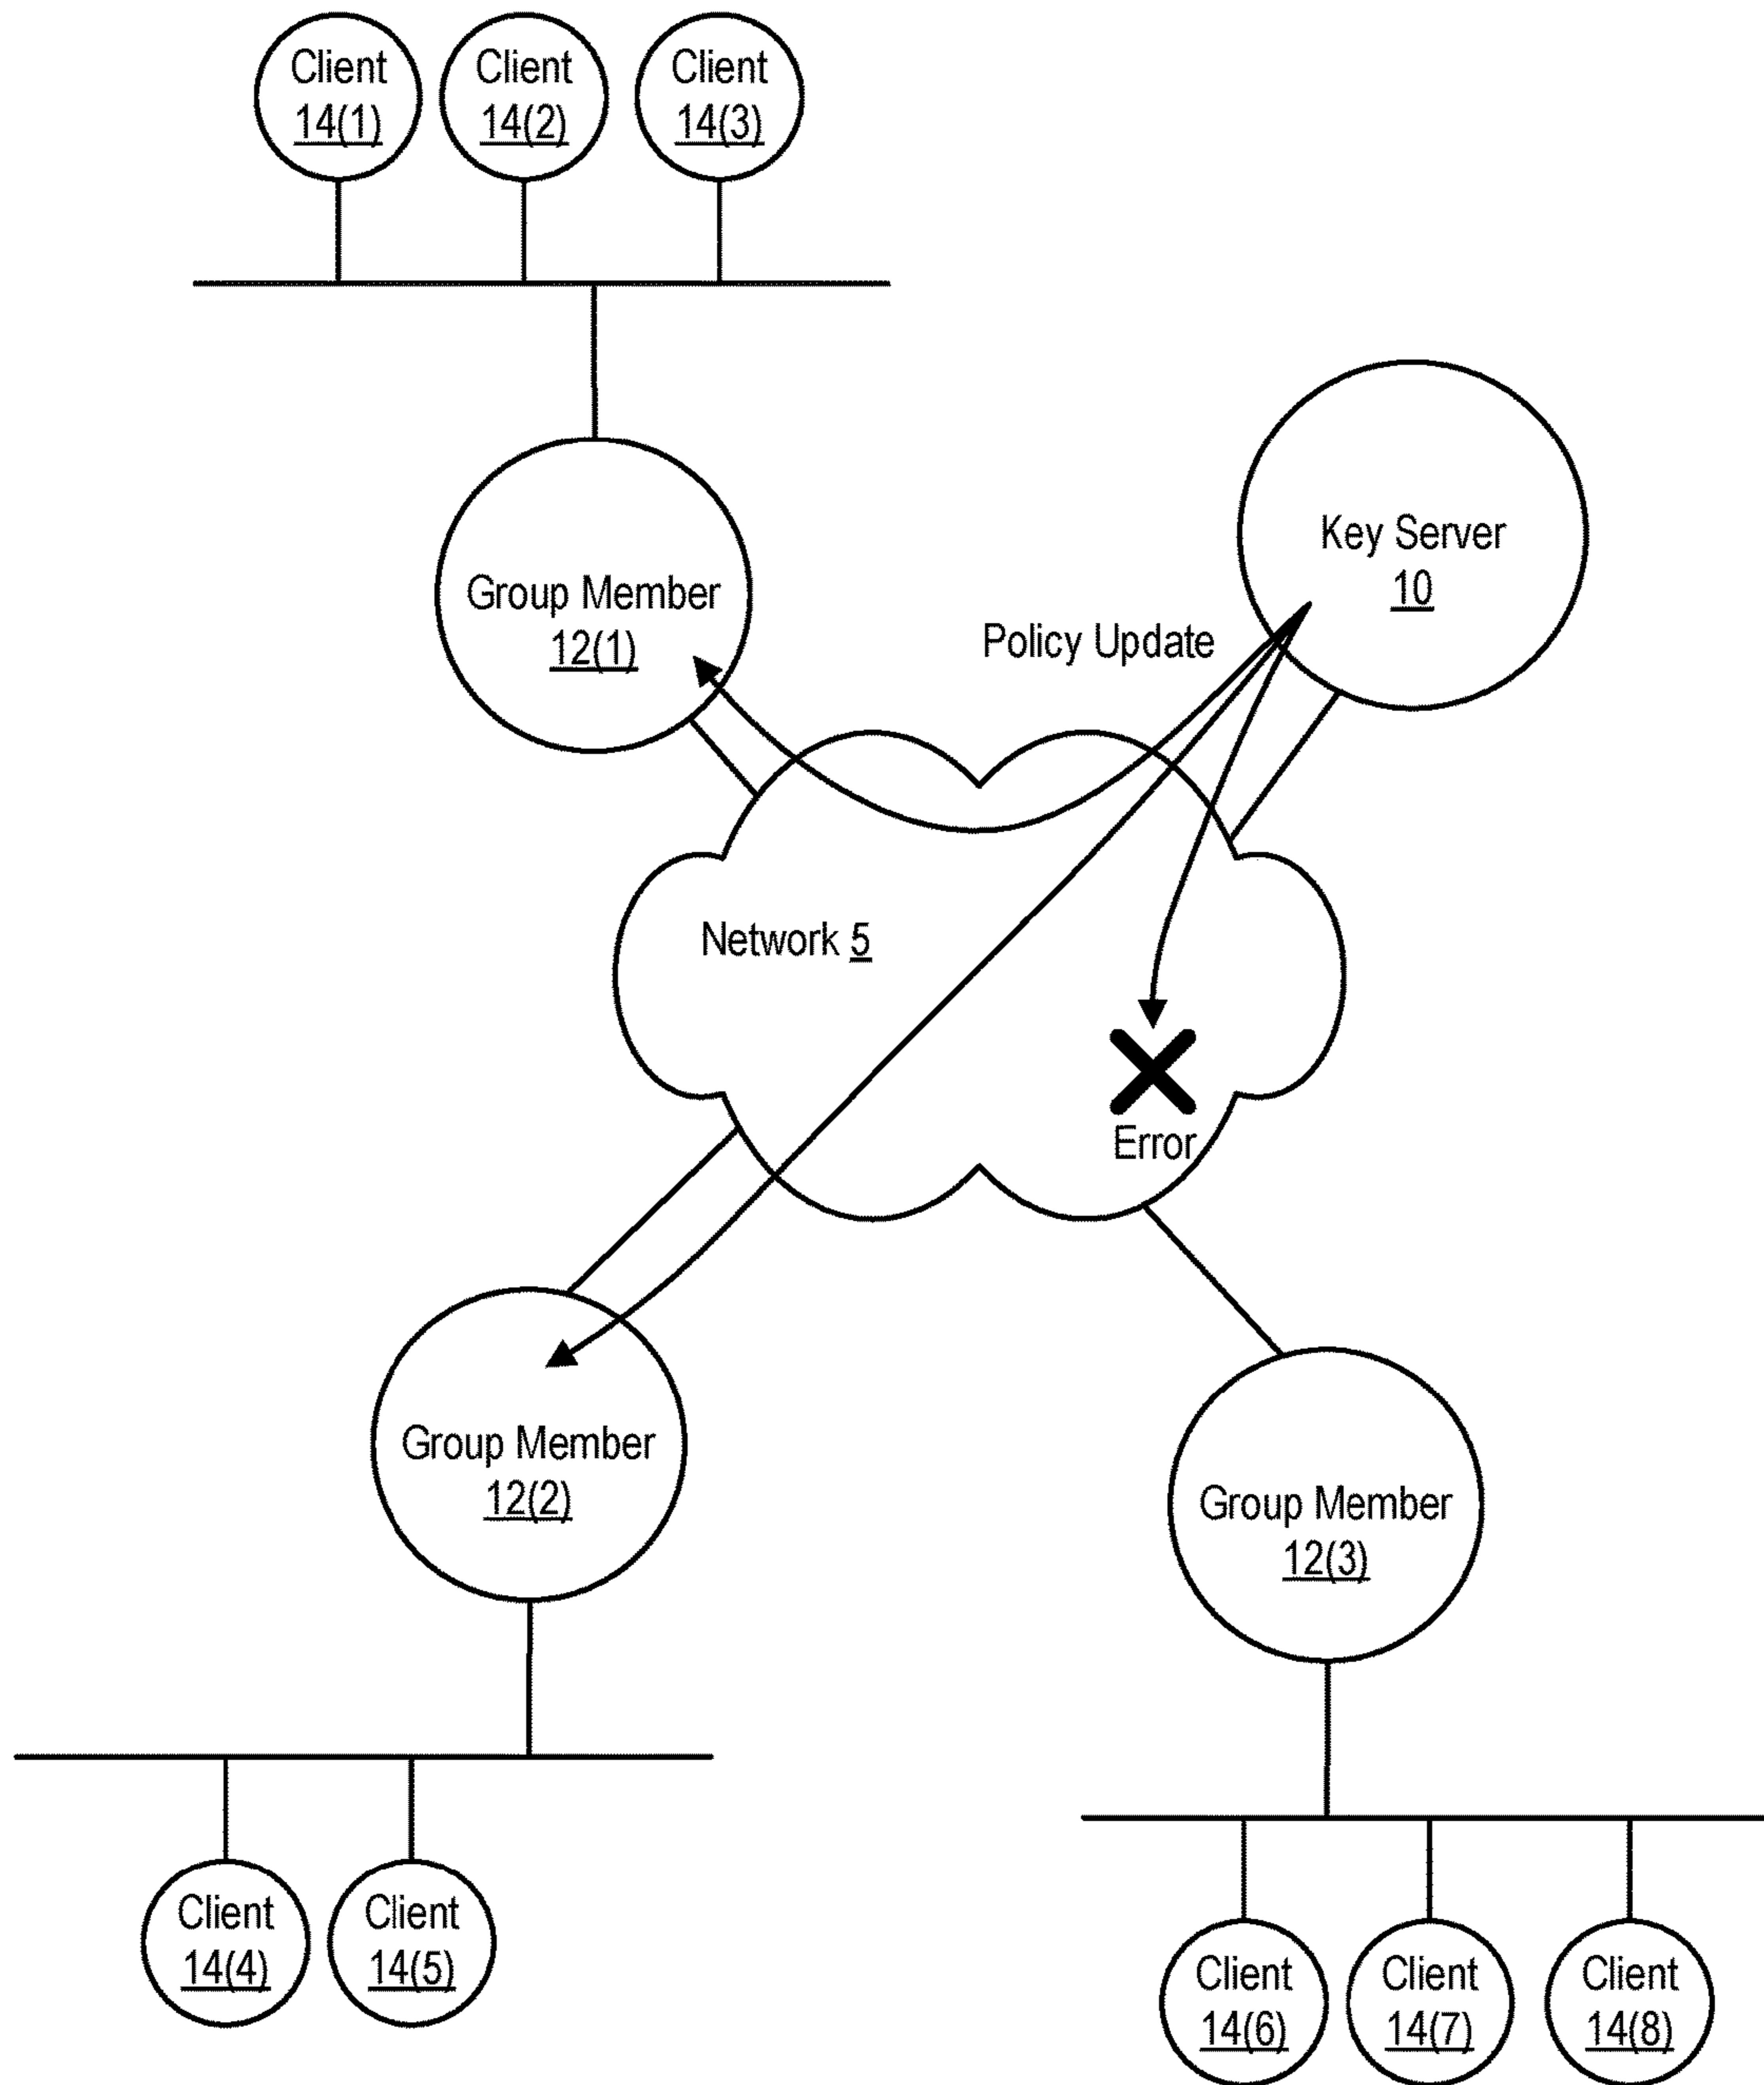 Client
14(1)
Client
14(2)
Client
14(3)
Key Server
10
Group Member
12(1)
Policy Update
Network 5
Error
Group Member
12(2)
Group Member
12(3)
Client
14(4)
Client
14(5)
Client
14(6)
Client
14(7)
Client
14(8)